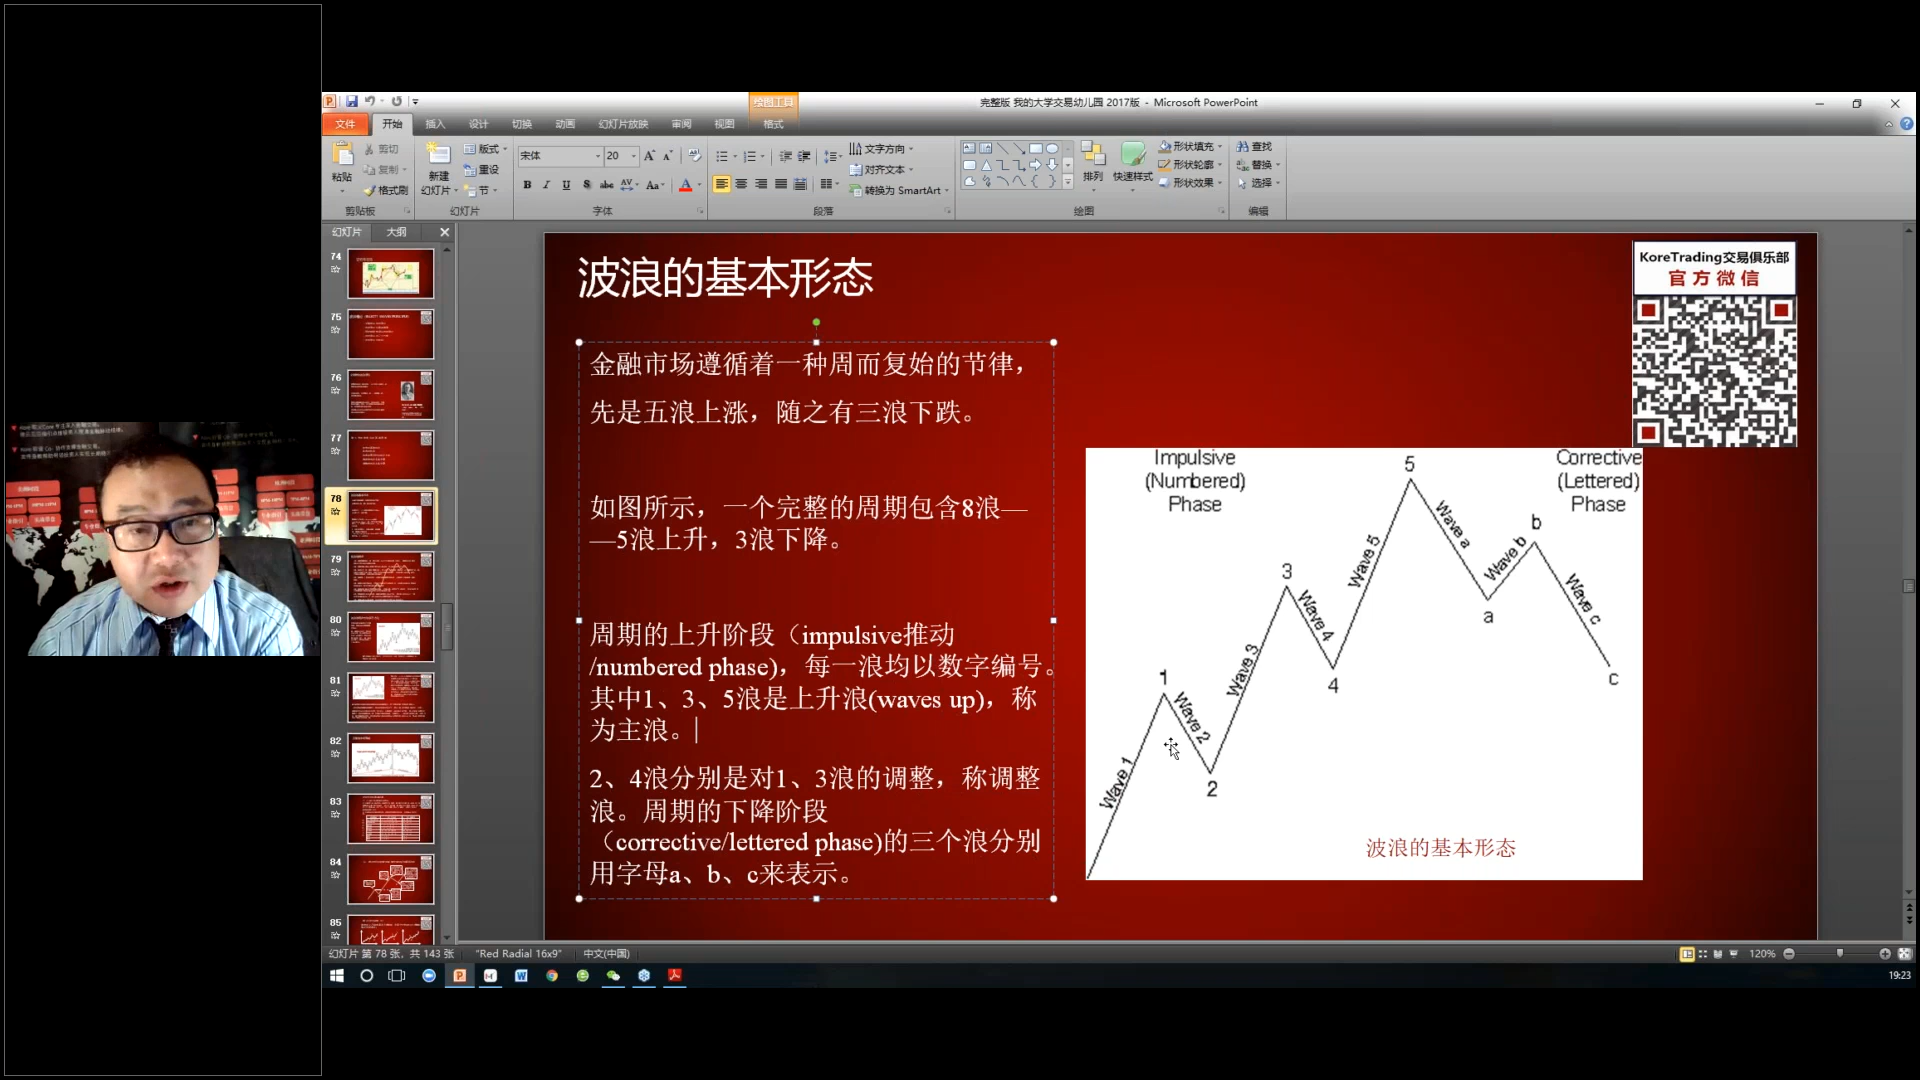 完整版 我的大学交易幼儿园 2017版 - Microsoft PowerPoint
绘图工具
文件 开始 插入 设计 切换 动画 幻灯片放映 审阅 视图 格式
粘贴 剪切 复制 格式刷
剪贴板
新建
幻灯片 版式 重设 节
幻灯片
宋体 20
字体
文字方向
对齐文本
转换为 SmartArt
段落
排列 快速样式 形状填充 形状轮廓 形状效果
绘图
查找
替换
选择
编辑
幻灯片 大纲
74
75
76
77
78
79
80
81
82
83
84
85
波浪的基本形态
KoreTrading交易俱乐部
官方微信
金融市场遵循着一种周而复始的节律，
先是五浪上涨，随之有三浪下跌。
如图所示，一个完整的周期包含8浪—
—5浪上升，3浪下降。
周期的上升阶段（impulsive推动
/numbered phase)，每一浪均以数字编号。
其中1、3、5浪是上升浪(waves up)，称
为主浪。
2、4浪分别是对1、3浪的调整，称调整
浪。周期的下降阶段
（corrective/lettered phase)的三个浪分别
用字母a、b、c来表示。
Impulsive
(Numbered)
Phase
Corrective
(Lettered)
Phase
Wave 1
1
Wave 2
2
Wave 3
3
Wave 4
4
Wave 5
5
Wave a
a
Wave b
b
Wave c
c
波浪的基本形态
幻灯片 第 78 张，共 143 张 "Red Radial 16x9" 中文(中国) 120%
19:23